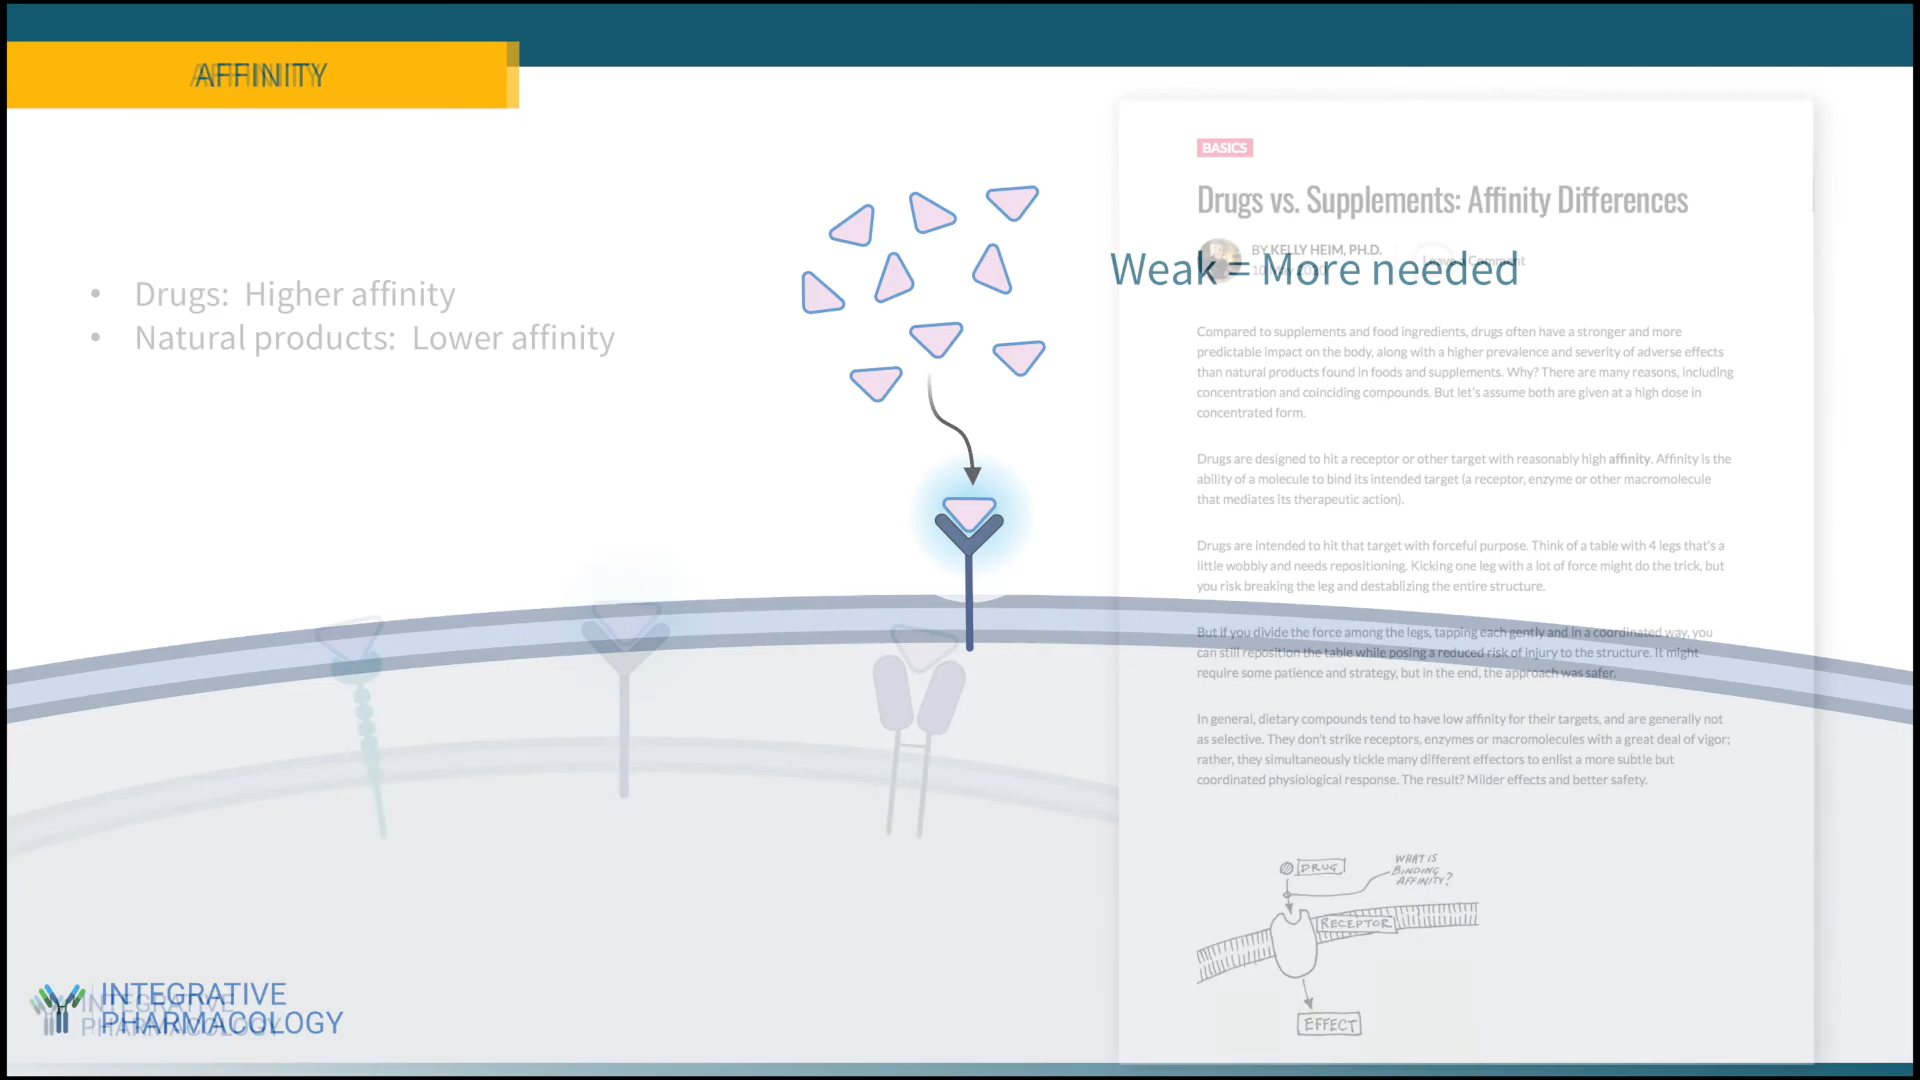 AFFINITY
• Drugs: Higher affinity
• Natural products: Lower affinity
Weak = More needed
BASICS
Drugs vs. Supplements: Affinity Differences
BY KELLY HEIM, PH.D.
Leave a Comment
Compared to supplements and food ingredients, drugs often have a stronger and more
predictable impact on the body, along with a higher prevalence and severity of adverse effects
than natural products found in foods and supplements. Why? There are many reasons, including
concentration and coinciding compounds. But let's assume both are given at a high dose in
concentrated form.
Drugs are designed to hit a receptor or other target with reasonably high affinity. Affinity is the
ability of a molecule to bind its intended target (a receptor, enzyme or other macromolecule
that mediates its therapeutic action).
Drugs are intended to hit that target with forceful purpose. Think of a table with 4 legs that's a
little wobbly and needs repositioning. Kicking one leg with a lot of force might do the trick, but
you risk breaking the leg and destablizing the entire structure.
But if you divide the force among the legs, tapping each gently and in a coordinated way, you
can still reposition the table while posing a reduced risk of injury to the structure. It might
require some patience and strategy, but in the end, the approach was safer.
In general, dietary compounds tend to have low affinity for their targets, and are generally not
as selective. They don't strike receptors, enzymes or macromolecules with a great deal of vigor;
rather, they simultaneously tickle many different effectors to enlist a more subtle but
coordinated physiological response. The result? Milder effects and better safety.
DRUG
WHAT IS
BINDING
AFFINITY?
RECEPTOR
EFFECT
INTEGRATIVE
PHARMACOLOGY